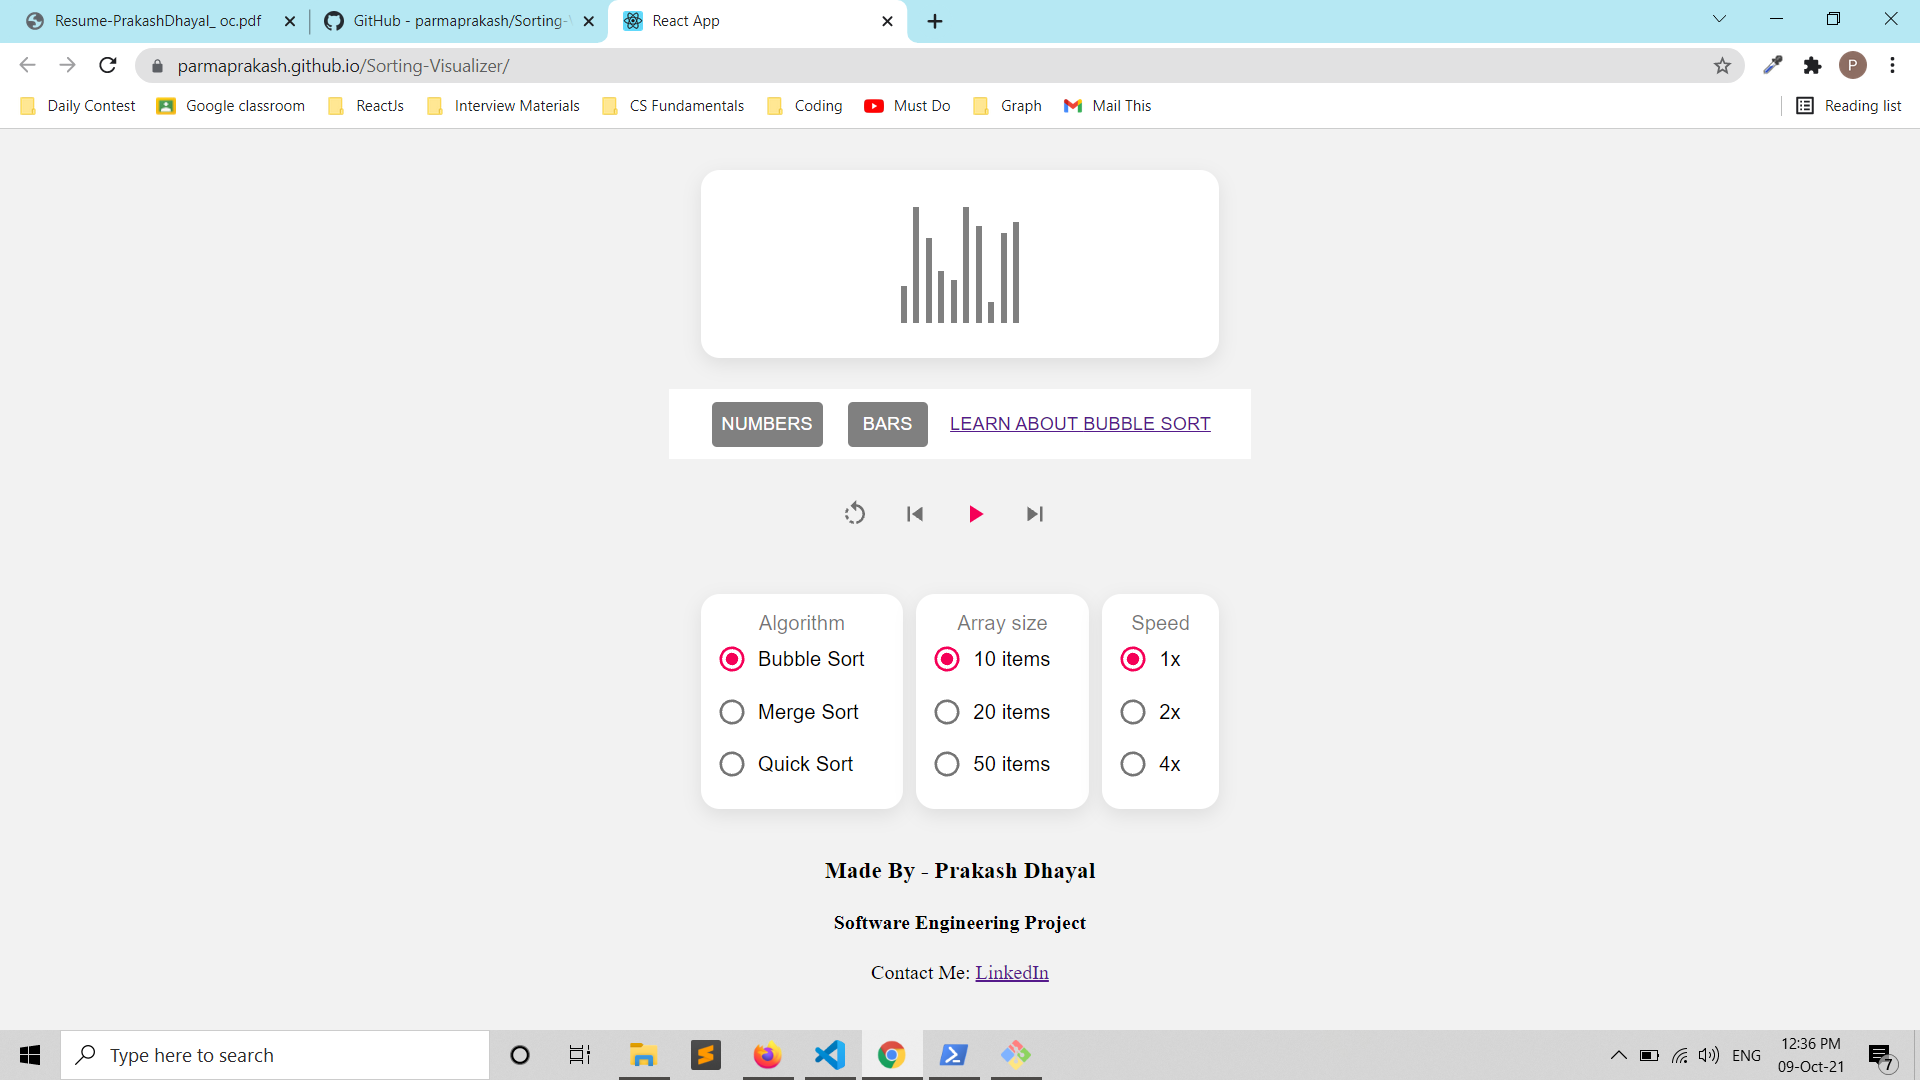 Resume-PrakashDhayal_ oc.pdf
GitHub - parmaprakash/Sorting-
React App
parmaprakash.github.io/Sorting-Visualizer/
P
Daily Contest
Google classroom
ReactJs
Interview Materials
CS Fundamentals
Coding
Must Do
Graph
Mail This
Reading list
NUMBERS
BARS
LEARN ABOUT BUBBLE SORT
Algorithm
Bubble Sort
Merge Sort
Quick Sort
Array size
10 items
20 items
50 items
Speed
1x
2x
4x
Made By - Prakash Dhayal
Software Engineering Project
Contact Me: LinkedIn
Type here to search
ENG
12:36 PM
09-Oct-21
7